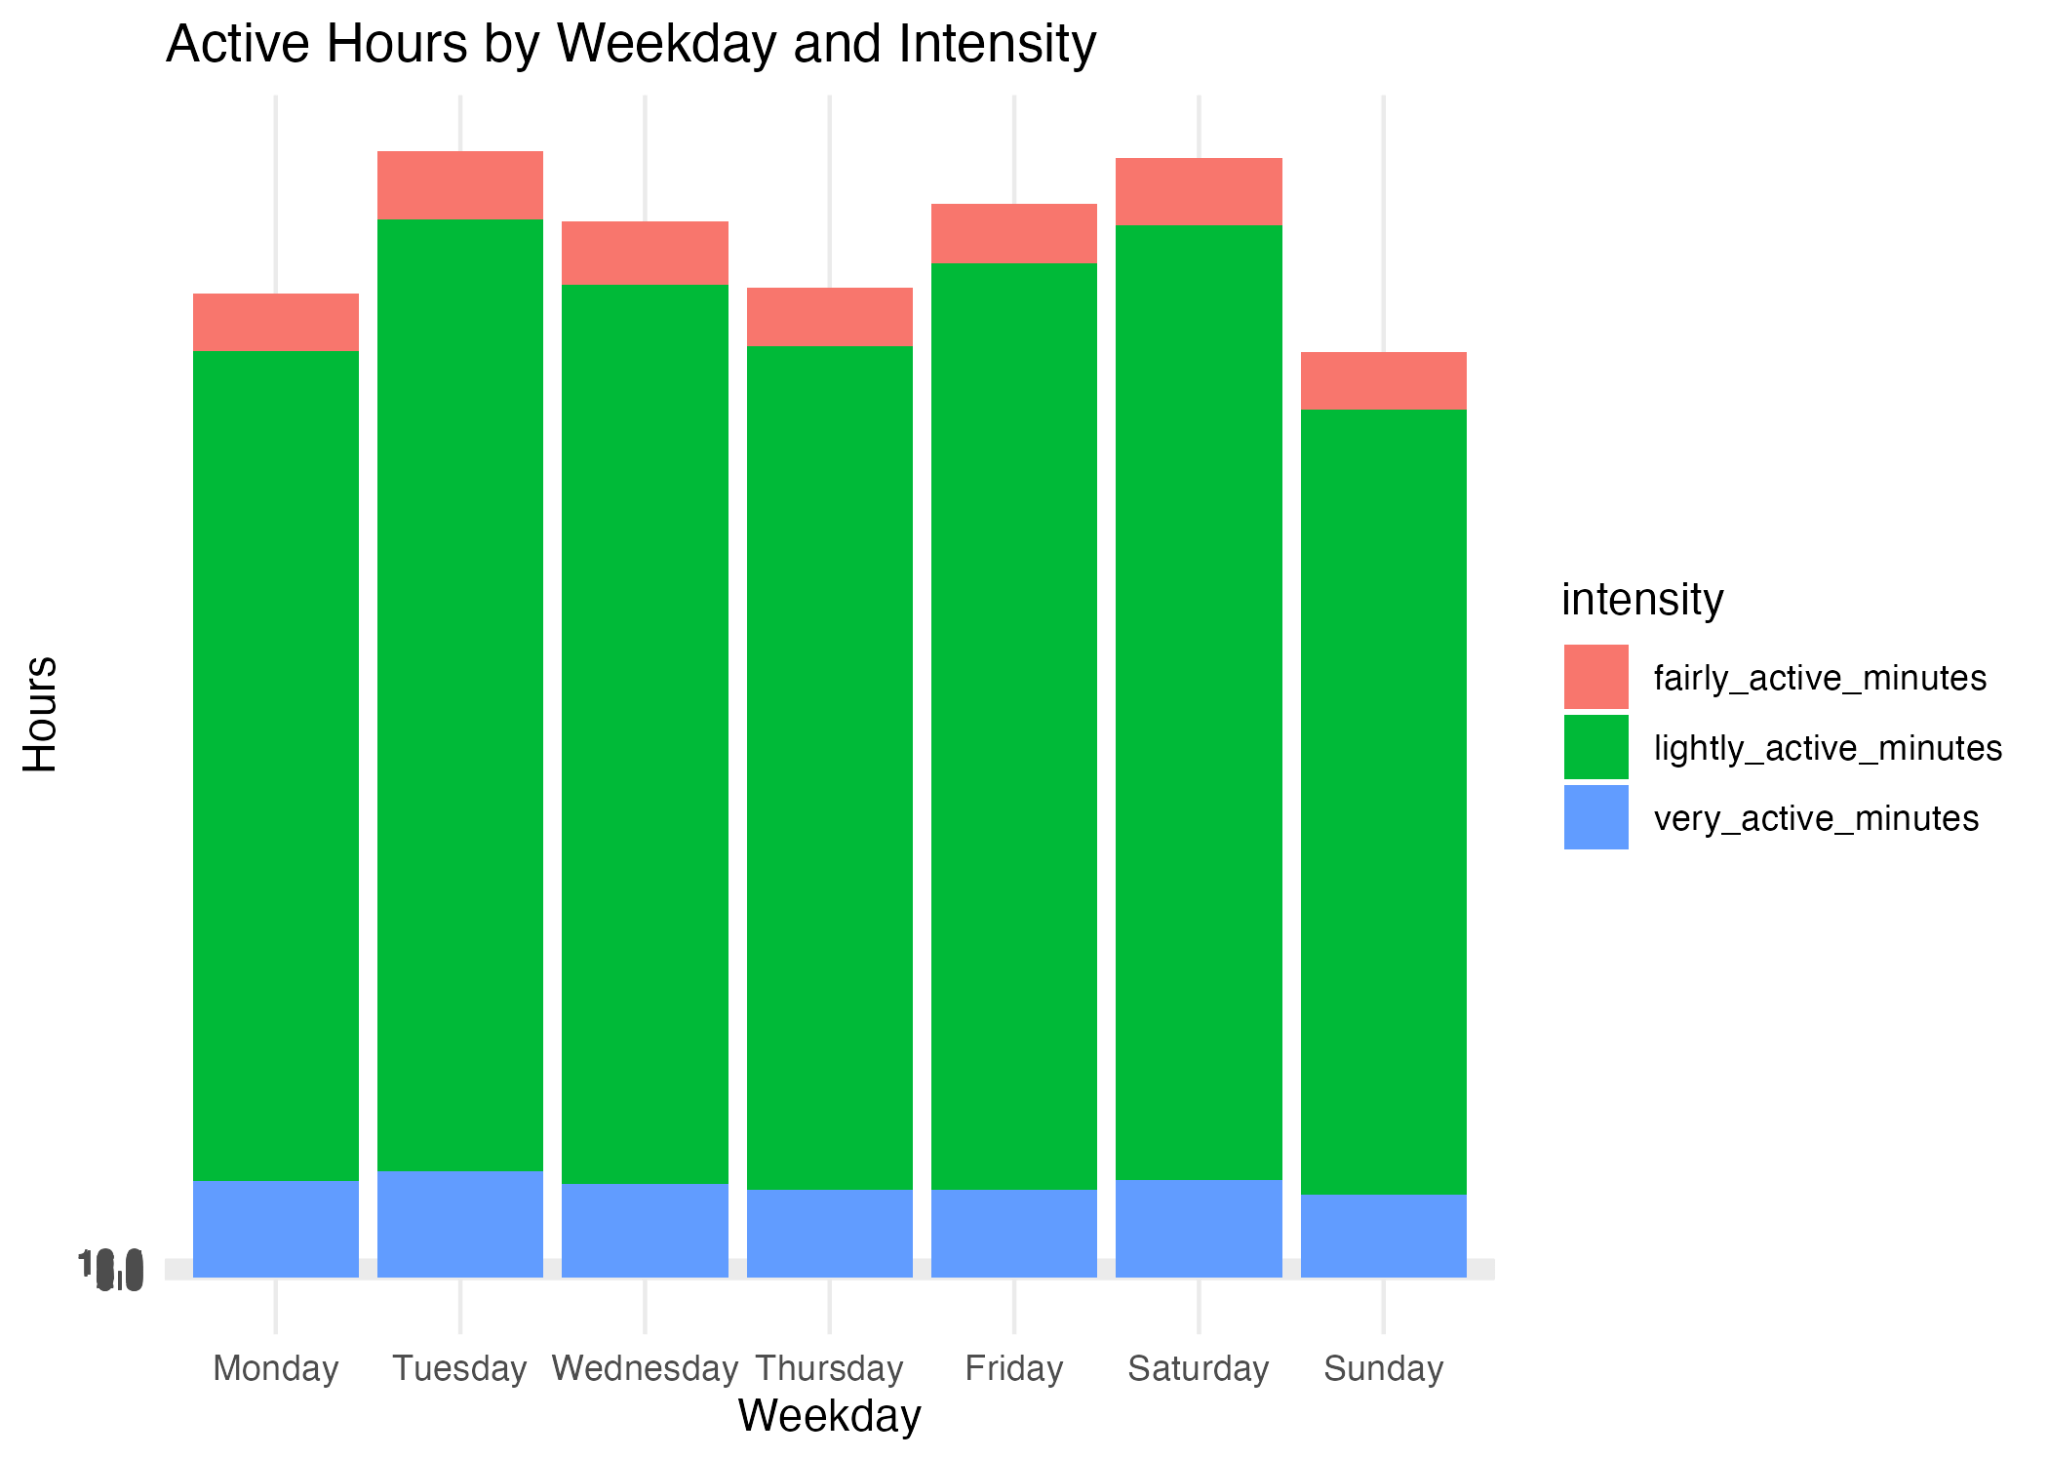 Active Hours by Weekday and Intensity
Hours
Monday Tuesday Wednesday Thursday Friday Saturday Sunday
Weekday
intensity
fairly_active_minutes
lightly_active_minutes
very_active_minutes